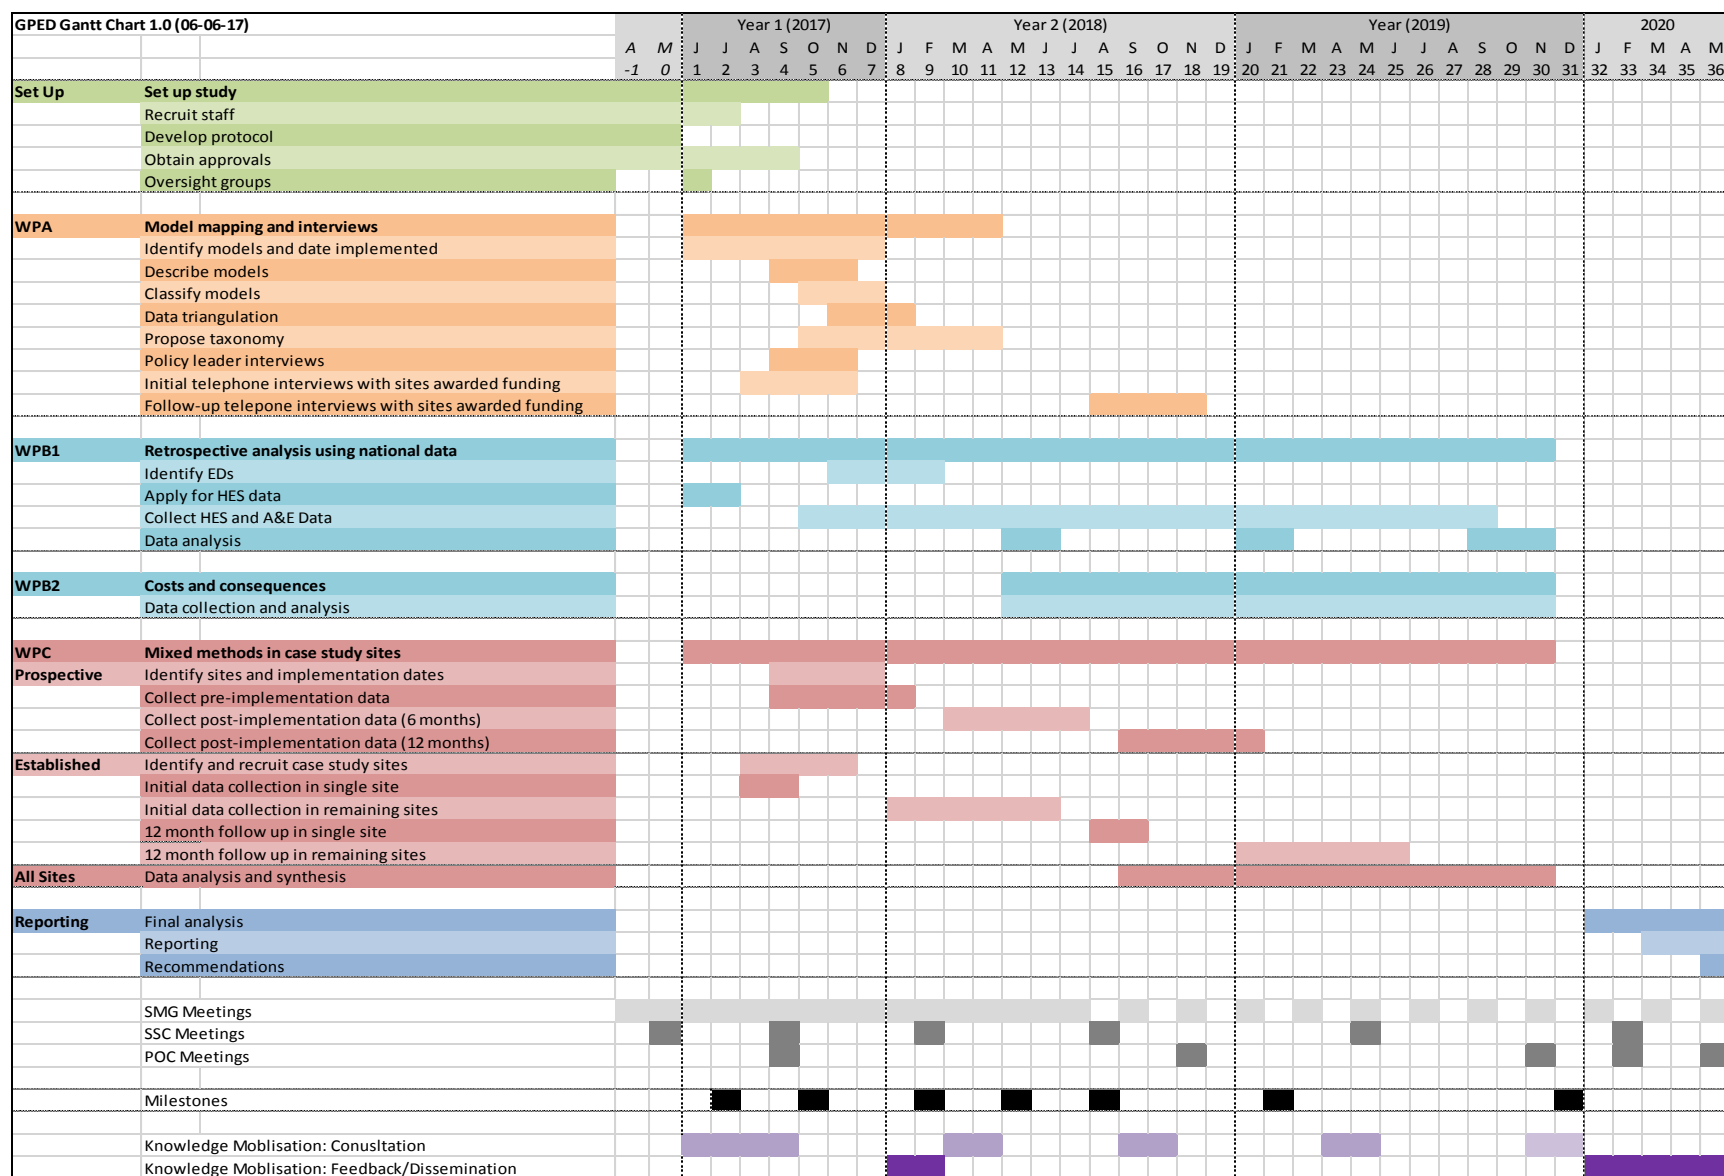 GPED Gantt Chart 1.0 (06-06-17) Year 1 (2017) Year 2 (2018) Year (2019) 2020
A M J J A S O N D J F M A M J J A S O N D J F M A M J J A S O N D J F M A M
-1 0 1 2 3 4 5 6 7 8 9 10 11 12 13 14 15 16 17 18 19 20 21 22 23 24 25 26 27 28 29 30 31 32 33 34 35 36
Set Up Set up study
Recruit staff
Develop protocol
Obtain approvals
Oversight groups
WPA Model mapping and interviews
Identify models and date implemented
Describe models
Classify models
Data triangulation
Propose taxonomy
Policy leader interviews
Initial telephone interviews with sites awarded funding
Follow-up telepone interviews with sites awarded funding
WPB1 Retrospective analysis using national data
Identify EDs
Apply for HES data
Collect HES and A&E Data
Data analysis
WPB2 Costs and consequences
Data collection and analysis
WPC Mixed methods in case study sites
Prospective Identify sites and implementation dates
Collect pre-implementation data
Collect post-implementation data (6 months)
Collect post-implementation data (12 months)
Established Identify and recruit case study sites
Initial data collection in single site
Initial data collection in remaining sites
12 month follow up in single site
12 month follow up in remaining sites
All Sites Data analysis and synthesis
Reporting Final analysis
Reporting
Recommendations
SMG Meetings
SSC Meetings
POC Meetings
Milestones
Knowledge Moblisation: Conusltation
Knowledge Moblisation: Feedback/Dissemination